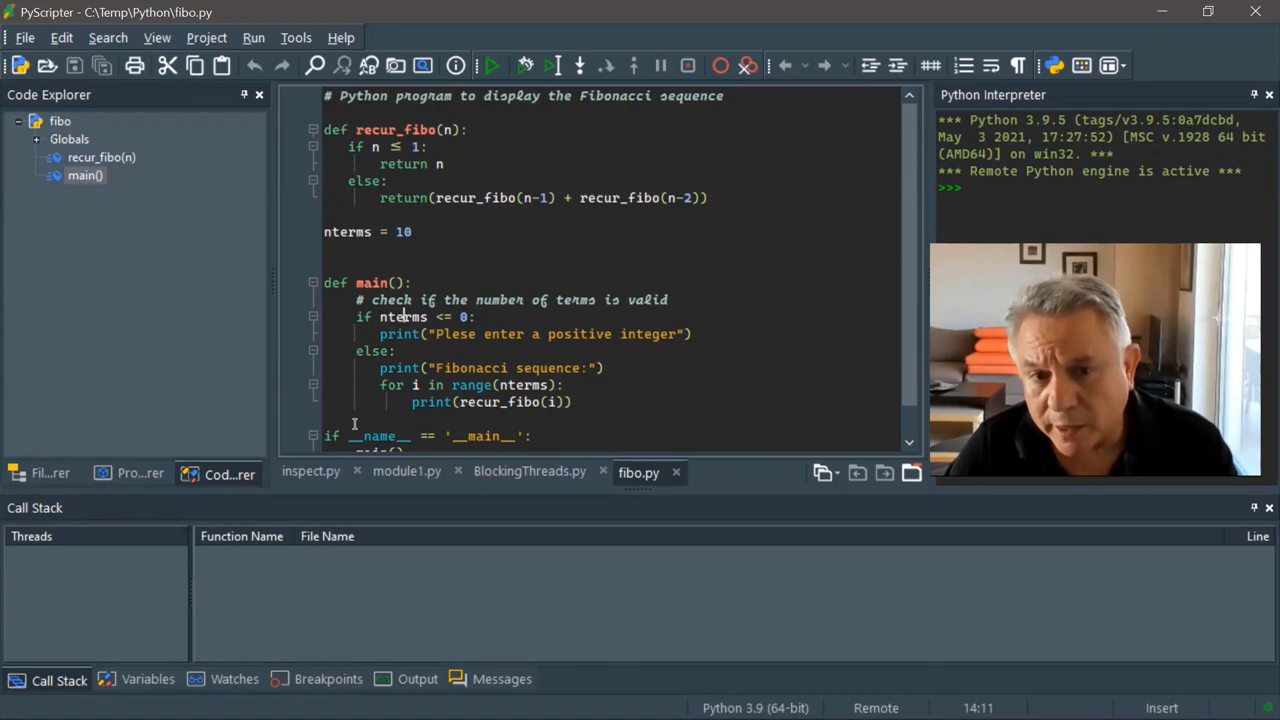 PyScripter - C:\Temp\Python\fibo.py
File Edit Search View Project Run Tools Help
Code Explorer
fibo
Globals
recur_fibo(n)
main()
# Python program to display the Fibonacci sequence
def recur_fibo(n):
if n ≤ 1:
return n
else:
return(recur_fibo(n-1) + recur_fibo(n-2))
nterms = 10
def main():
# check if the number of terms is valid
if nterms <= 0:
print("Plese enter a positive integer")
else:
print("Fibonacci sequence:")
for i in range(nterms):
print(recur_fibo(i))
if __name__ == '__main__':
main()
Python Interpreter
*** Python 3.9.5 (tags/v3.9.5:0a7dcbd,
May 3 2021, 17:27:52) [MSC v.1928 64 bit
(AMD64)] on win32. ***
*** Remote Python engine is active ***
>>>
Fil...rer Pro...rer Cod...rer
inspect.py module1.py BlockingThreads.py fibo.py
Call Stack
Threads Function Name File Name Line
Call Stack Variables Watches Breakpoints Output Messages
Python 3.9 (64-bit) Remote 14:11 Insert